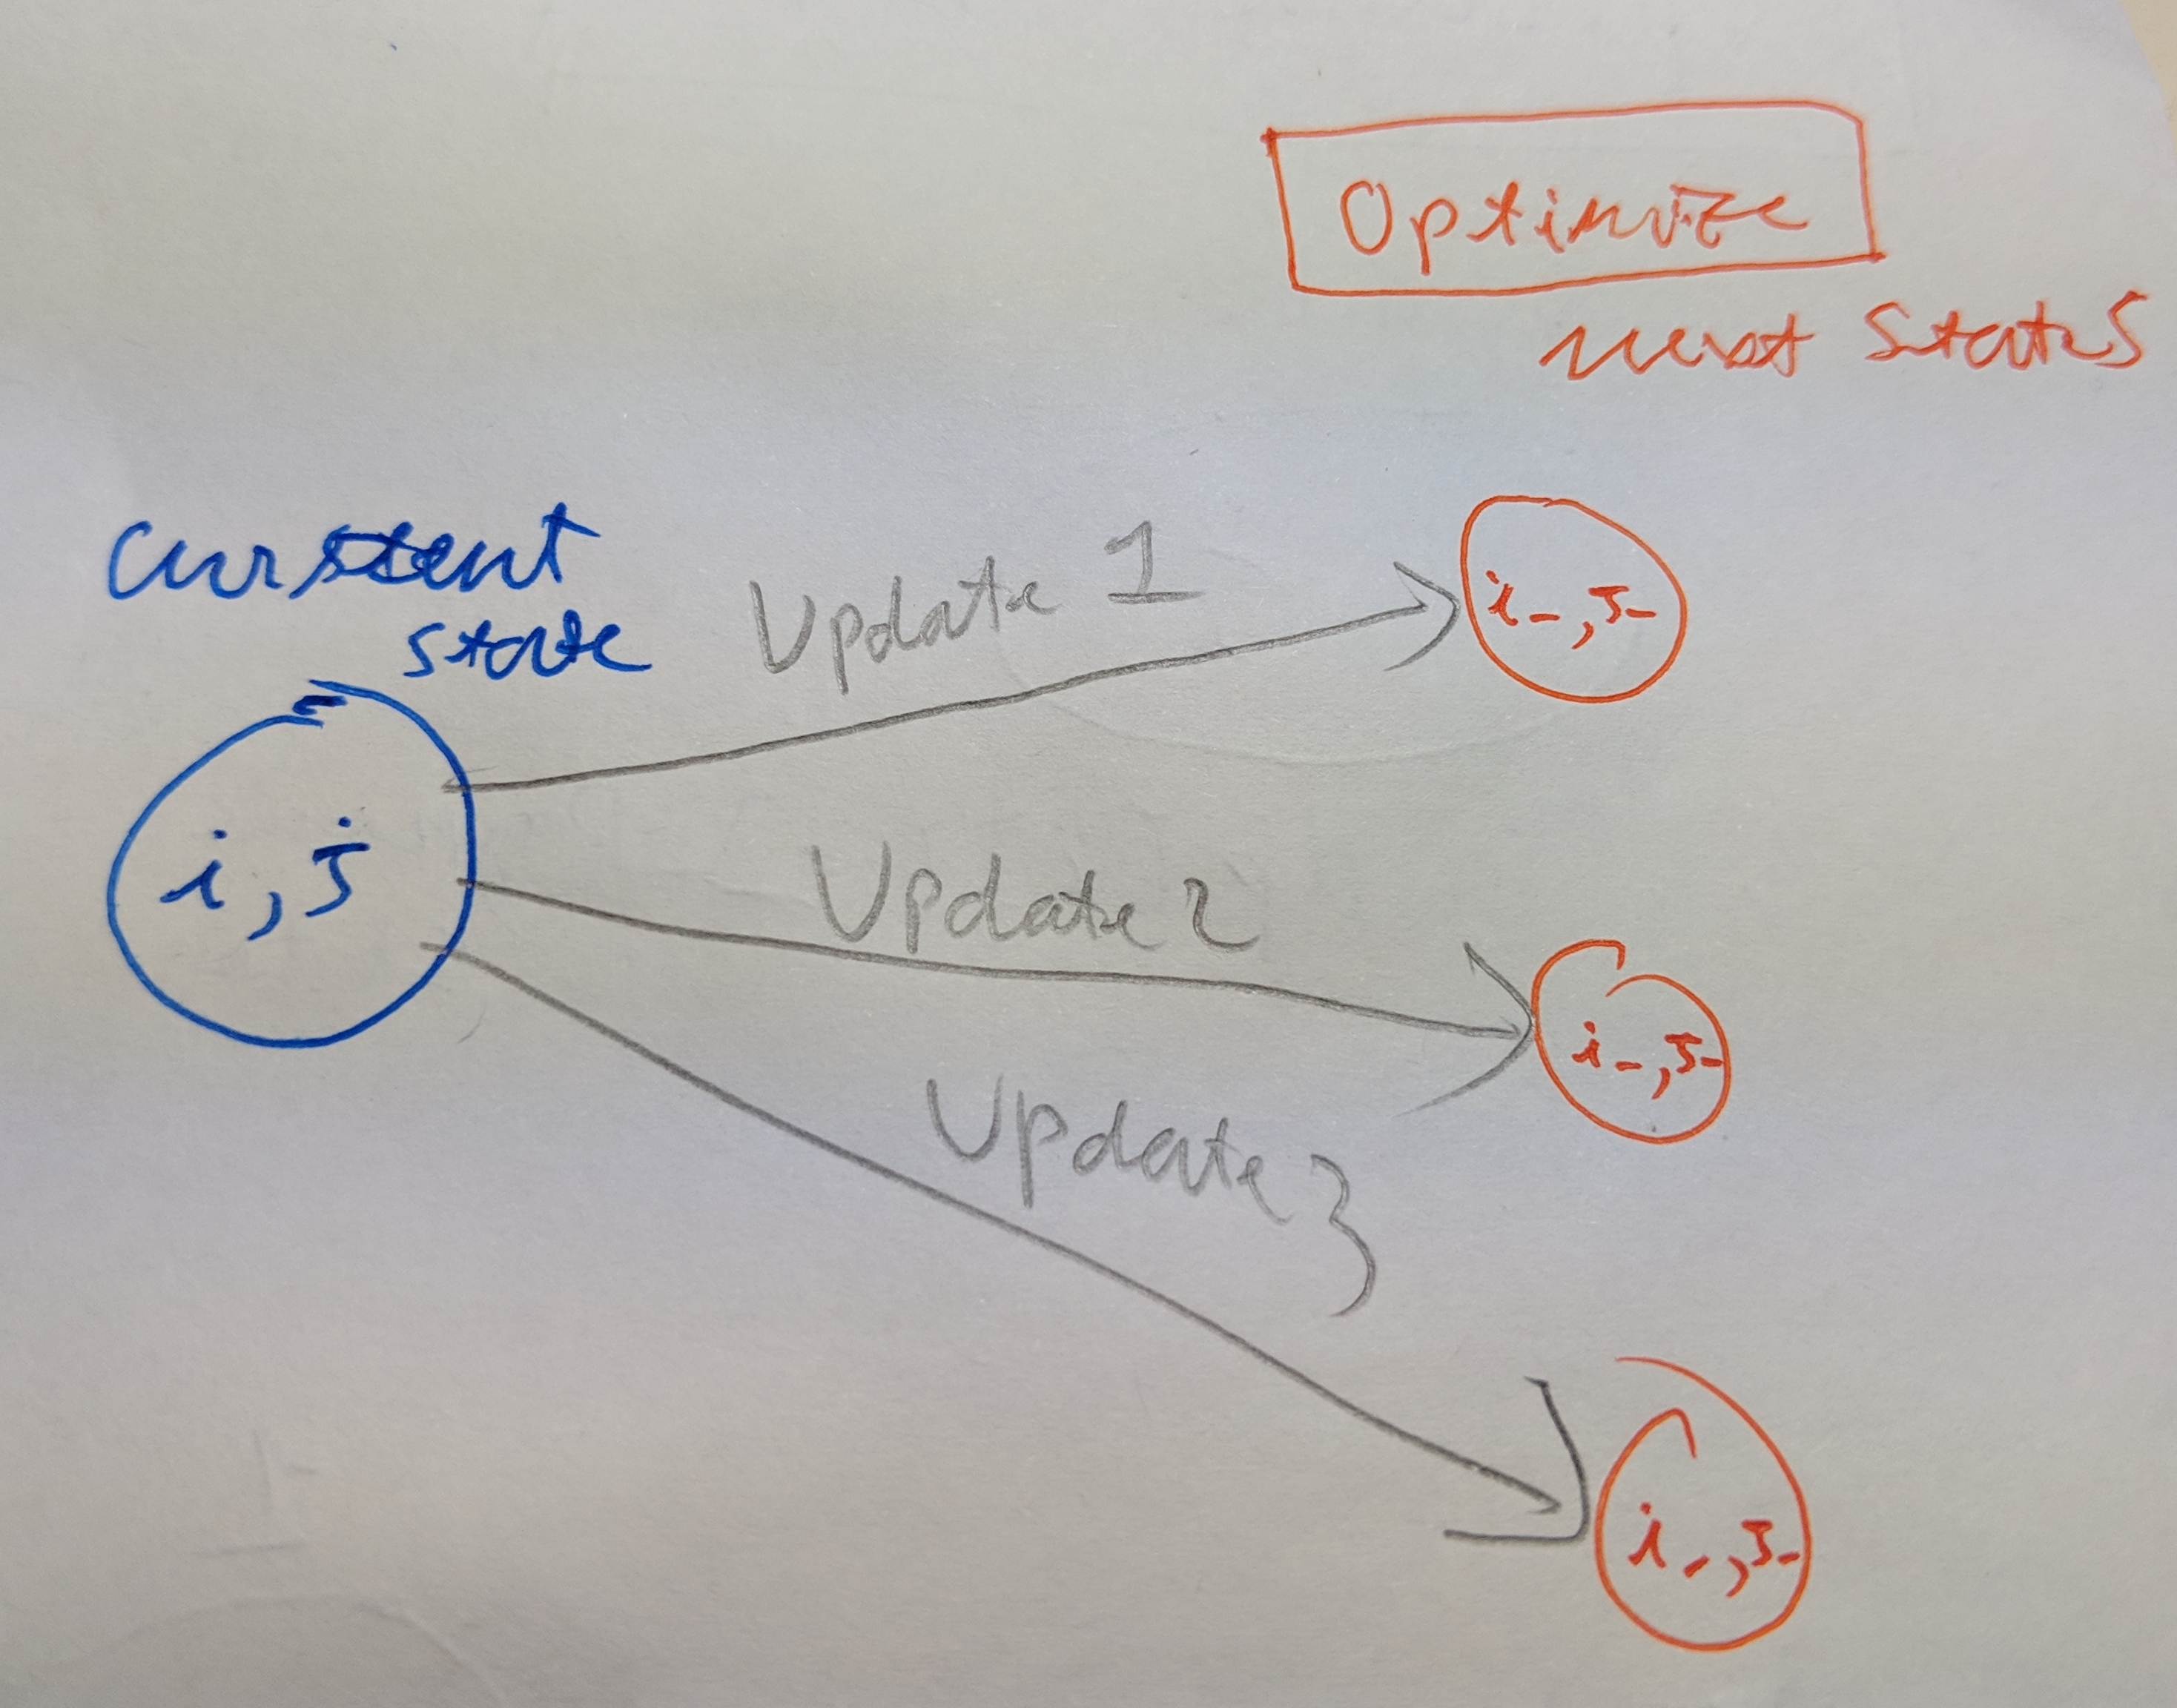 Optimize
next states
current
state
Update 1
i_,j_
i,j
Update 2
i_,j_
Update 3
i_,j_